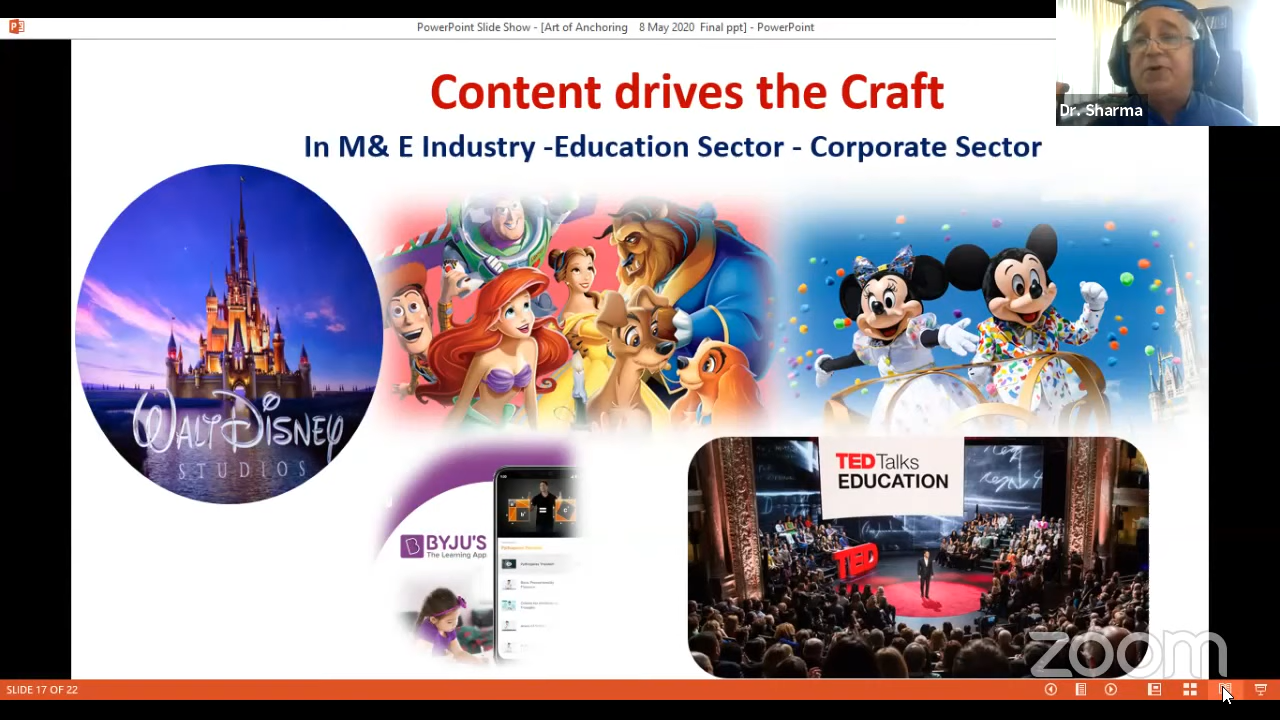 PowerPoint Slide Show - [Art of Anchoring   8 May 2020  Final ppt] - PowerPoint
Dr. Sharma
Content drives the Craft
In M& E Industry -Education Sector - Corporate Sector
WALT DISNEY
STUDIOS
BYJU'S
The Learning App
TEDTalks
EDUCATION
TED
zoom
SLIDE 17 OF 22